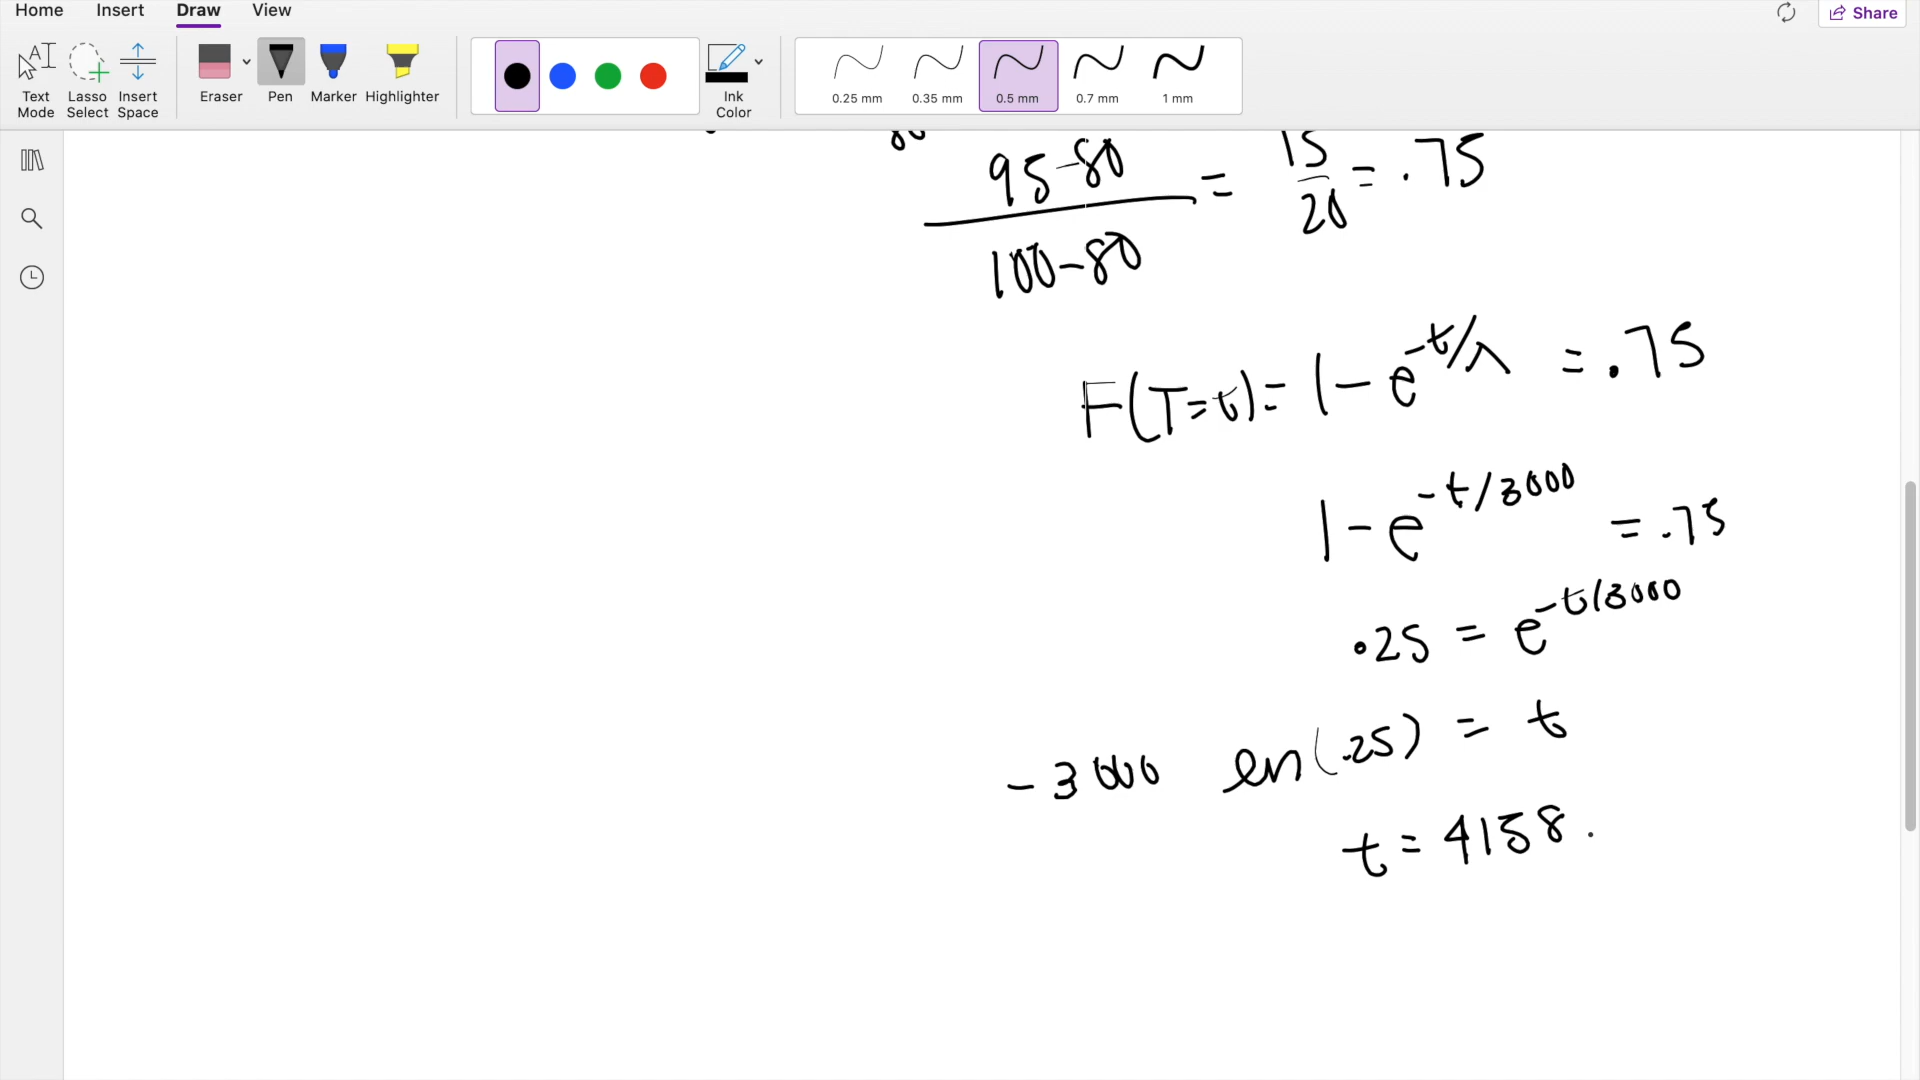 Home Insert Draw View Share
Text Mode
Lasso Select
Insert Space
Eraser
Pen
Marker
Highlighter
Ink Color
0.25 mm
0.35 mm
0.5 mm
0.7 mm
1 mm
80
95-80 / 100-80 = 15/20 = .75
F(T=t)= 1 - e^-t/λ = .75
1 - e^-t/3000 = .75
.25 = e^-t/3000
-3000 ln(.25) = t
t = 4158.